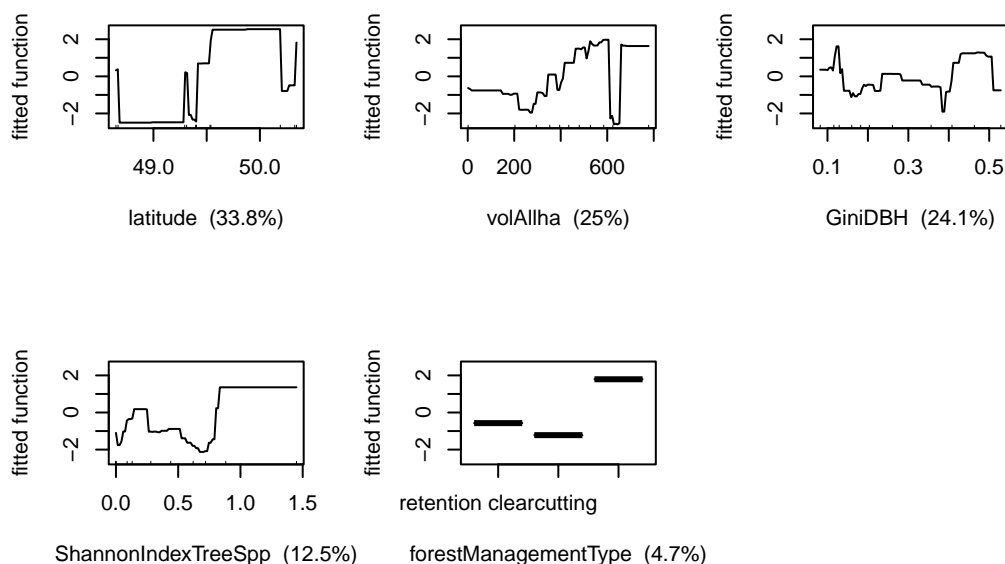 fitted function
2
0
−2
49.0 50.0
latitude (33.8%)
fitted function
2
0
−2
0 200 600
volAllha (25%)
fitted function
2
0
−2
0.1 0.3 0.5
GiniDBH (24.1%)
fitted function
2
0
−2
0.0 0.5 1.0 1.5
ShannonIndexTreeSpp (12.5%)
fitted function
2
0
−2
retention clearcutting
forestManagementType (4.7%)